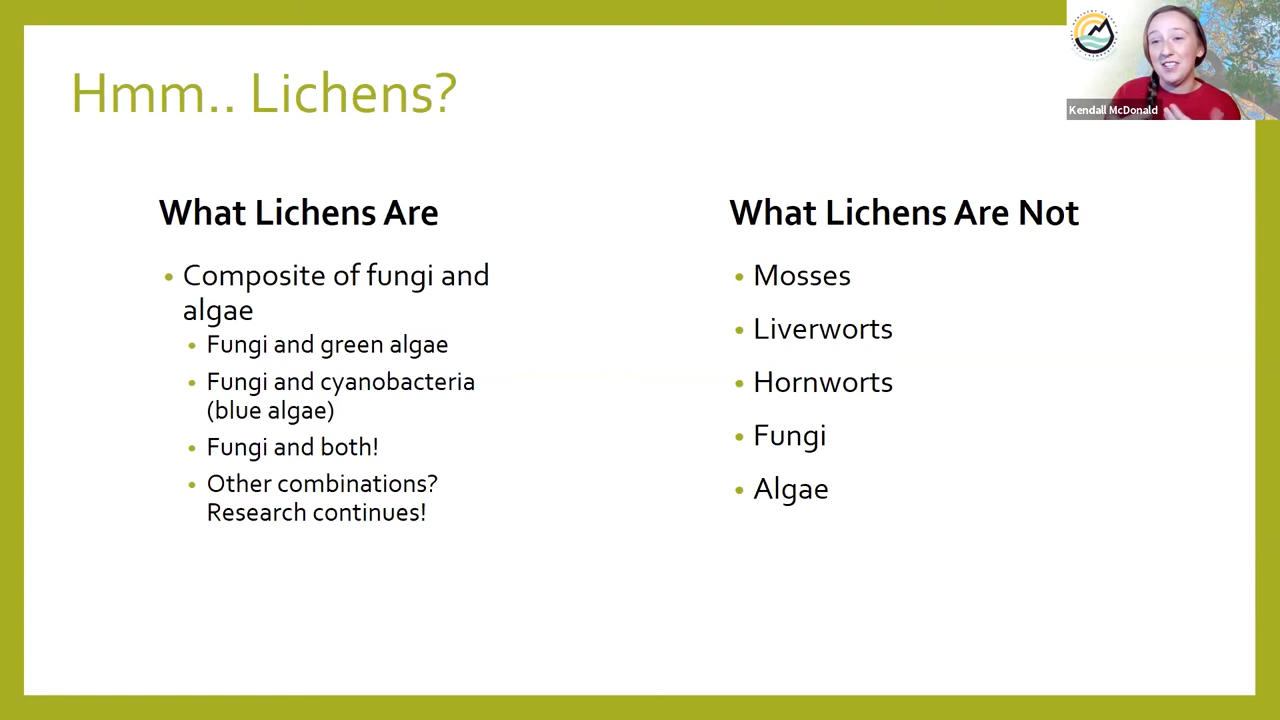 Hmm.. Lichens?
Kendall McDonald
What Lichens Are
• Composite of fungi and
algae
• Fungi and green algae
• Fungi and cyanobacteria
(blue algae)
• Fungi and both!
• Other combinations?
Research continues!
What Lichens Are Not
• Mosses
• Liverworts
• Hornworts
• Fungi
• Algae